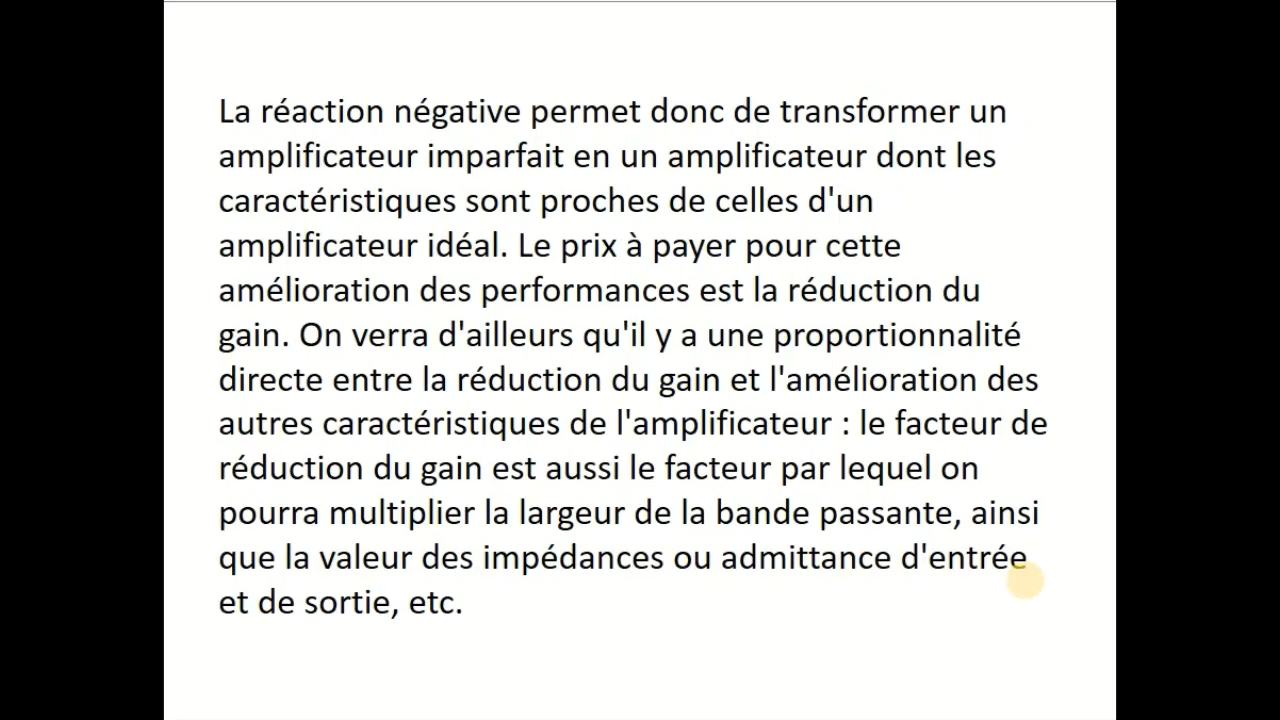 La réaction négative permet donc de transformer un
amplificateur imparfait en un amplificateur dont les
caractéristiques sont proches de celles d'un
amplificateur idéal. Le prix à payer pour cette
amélioration des performances est la réduction du
gain. On verra d'ailleurs qu'il y a une proportionnalité
directe entre la réduction du gain et l'amélioration des
autres caractéristiques de l'amplificateur : le facteur de
réduction du gain est aussi le facteur par lequel on
pourra multiplier la largeur de la bande passante, ainsi
que la valeur des impédances ou admittance d'entrée
et de sortie, etc.